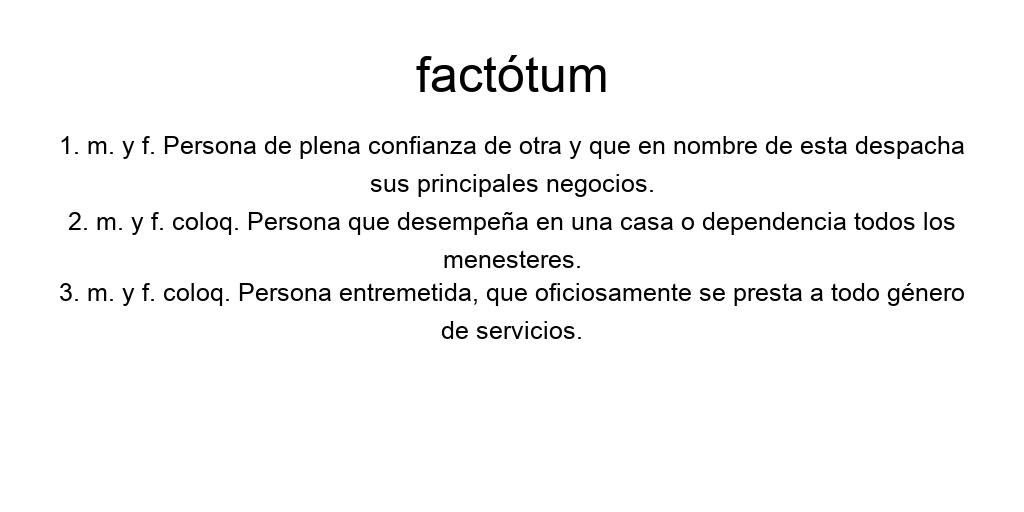 factótum
1. m. y f. Persona de plena confianza de otra y que en nombre de esta despacha
sus principales negocios.
2. m. y f. coloq. Persona que desempeña en una casa o dependencia todos los
menesteres.
3. m. y f. coloq. Persona entremetida, que oficiosamente se presta a todo género
de servicios.